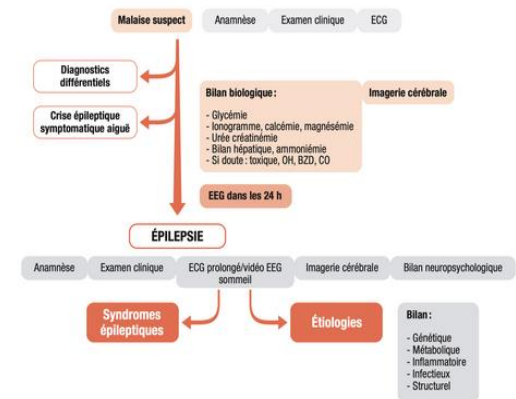 Malaise suspect
Anamnèse
Examen clinique
ECG
Diagnostics
différentiels
Crise épileptique
symptomatique aiguë
Bilan biologique :
- Glycémie
- Ionogramme, calcémie, magnésémie
- Urée créatinémie
- Bilan hépatique, ammoniémie
- Si doute : toxique, OH, BZD, CO
Imagerie cérébrale
EEG dans les 24 h
ÉPILEPSIE
Anamnèse
Examen clinique
ECG prolongé/vidéo EEG
sommeil
Imagerie cérébrale
Bilan neuropsychologique
Syndromes
épileptiques
Étiologies
Bilan :
- Génétique
- Métabolique
- Inflammatoire
- Infectieux
- Structurel